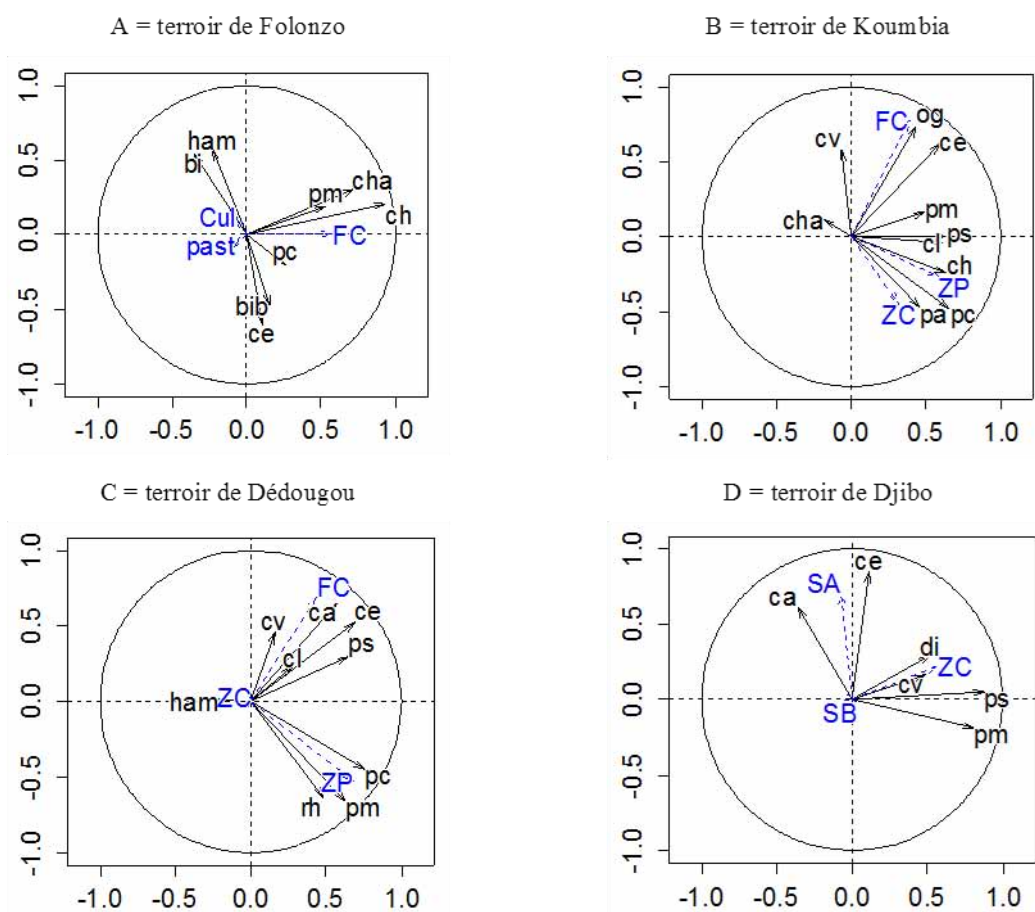 A = terroir de Folonzo
B = terroir de Koumbia
1.0
0.5
0.0
-0.5
-1.0
ham
bi
pm
cha
ch
Cul
past
FC
pc
bib
ce
-1.0 -0.5 0.0 0.5 1.0
1.0
0.5
0.0
-0.5
-1.0
FC
og
cv
ce
cha
pm
ps
cl
ch
ZP
ZC
pa
pc
-1.0 -0.5 0.0 0.5 1.0
C = terroir de Dédougou
D = terroir de Djibo
1.0
0.5
0.0
-0.5
-1.0
FC
cv
ca
ce
ps
cl
ham
ZC
pc
ZP
rh
pm
-1.0 -0.5 0.0 0.5 1.0
1.0
0.5
0.0
-0.5
-1.0
ce
SA
ca
di
ZC
cv
SB
ps
pm
-1.0 -0.5 0.0 0.5 1.0